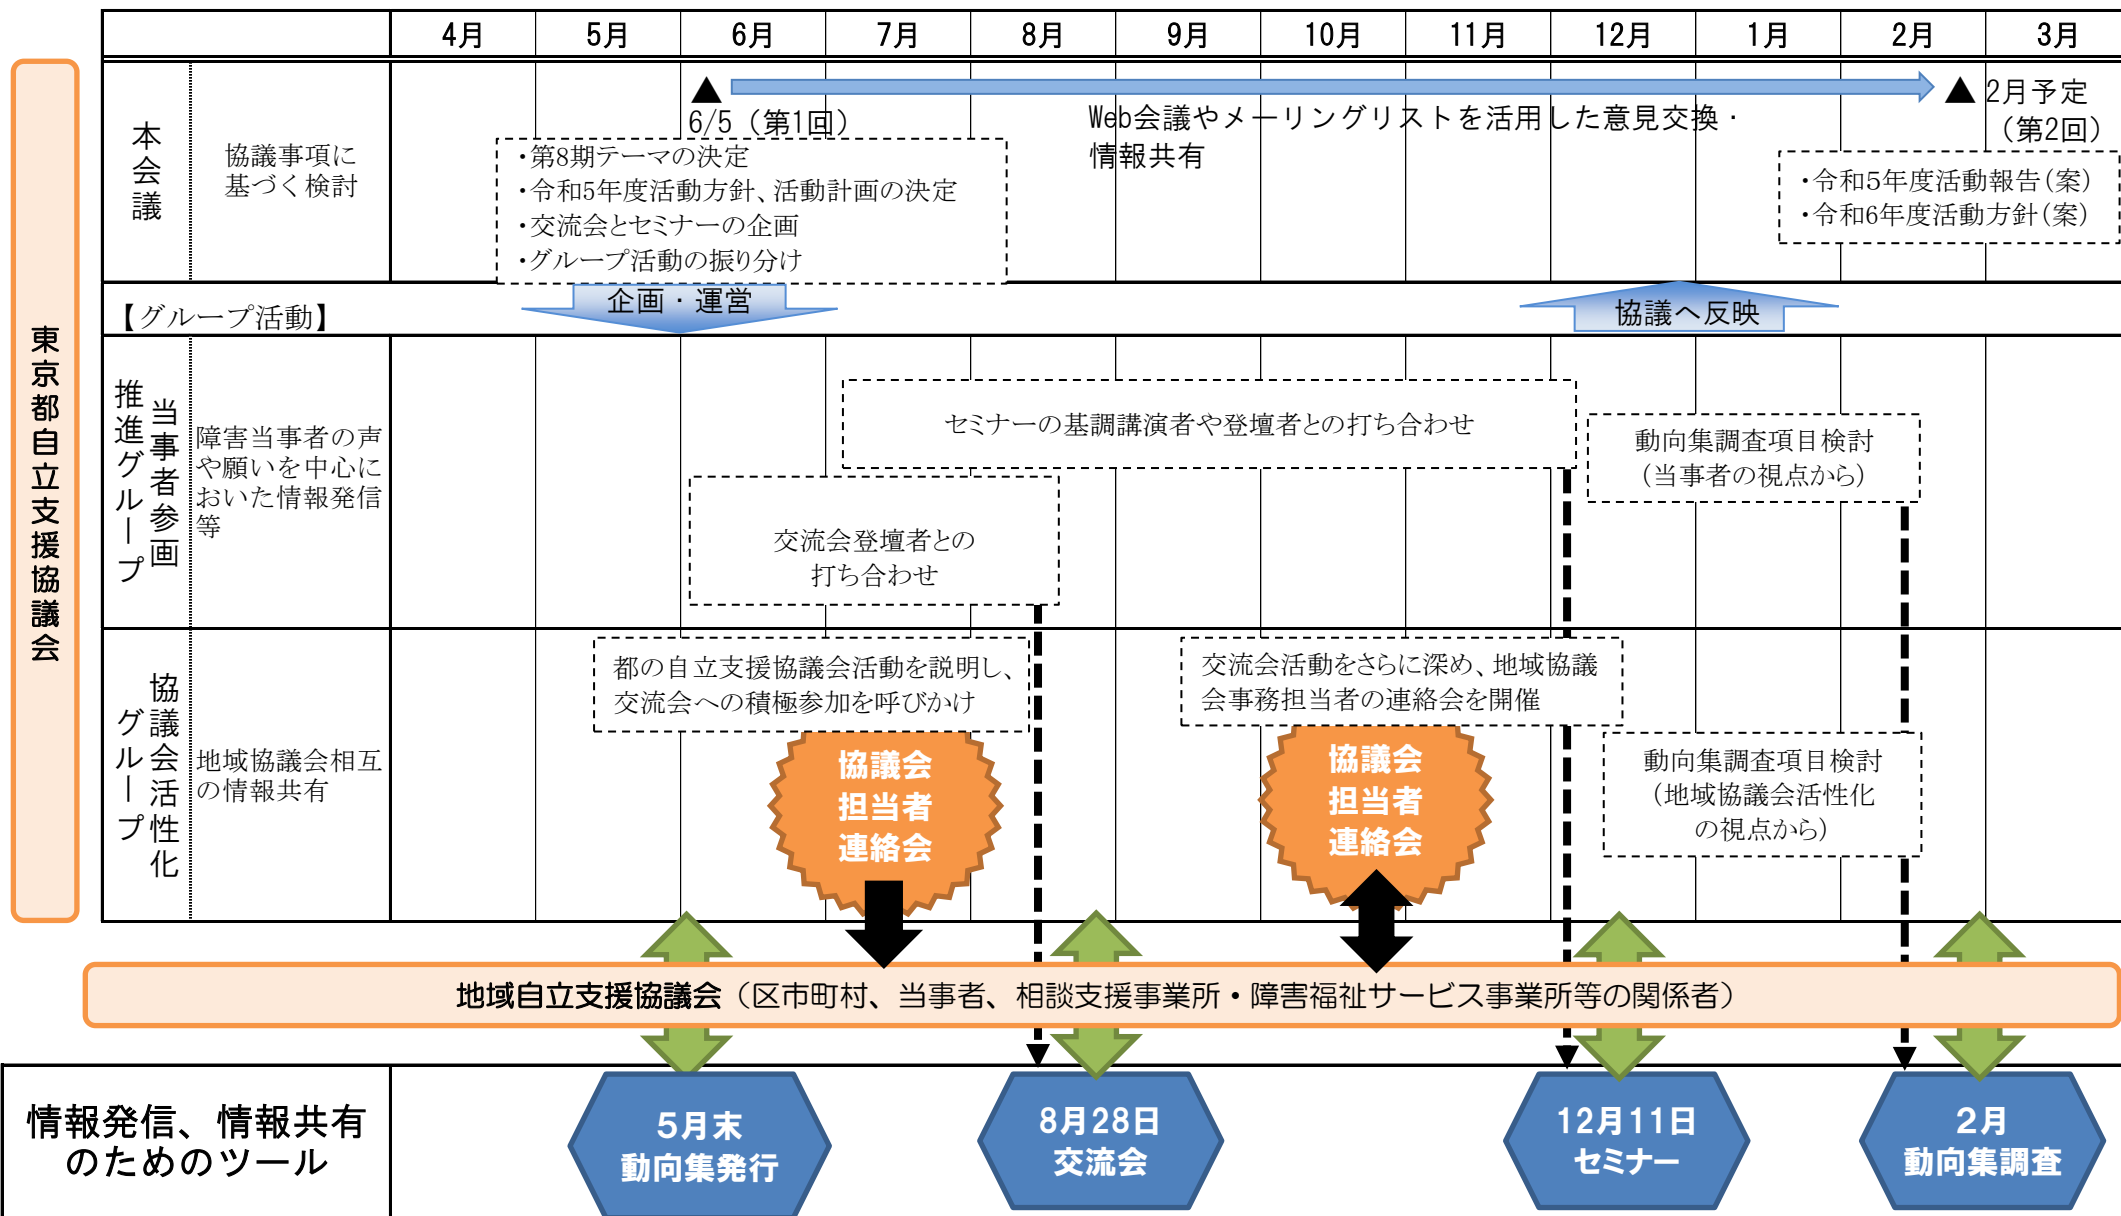 4月 5月 6月 7月 8月 9月 10月 11月 12月 1月 2月 3月
東京都自立支援協議会
本会議
協議事項に
基づく検討
▲
6/5（第1回）
・第8期テーマの決定
・令和5年度活動方針、活動計画の決定
・交流会とセミナーの企画
・グループ活動の振り分け
Web会議やメーリングリストを活用した意見交換・
情報共有
▲ 2月予定
（第2回）
・令和5年度活動報告（案）
・令和6年度活動方針（案）
【グループ活動】
企画・運営
協議へ反映
当事者参画
推進グループ
障害当事者の声
や願いを中心に
おいた情報発信
等
セミナーの基調講演者や登壇者との打ち合わせ
交流会登壇者との
打ち合わせ
動向集調査項目検討
（当事者の視点から）
協議会活性化
グループ
地域協議会相互
の情報共有
都の自立支援協議会活動を説明し、
交流会への積極参加を呼びかけ
協議会
担当者
連絡会
交流会活動をさらに深め、地域協議
会事務担当者の連絡会を開催
協議会
担当者
連絡会
動向集調査項目検討
（地域協議会活性化
の視点から）
地域自立支援協議会（区市町村、当事者、相談支援事業所・障害福祉サービス事業所等の関係者）
情報発信、情報共有
のためのツール
5月末
動向集発行
8月28日
交流会
12月11日
セミナー
2月
動向集調査